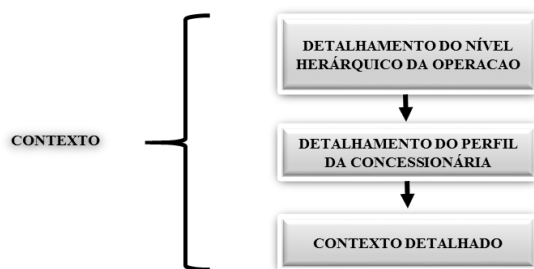 DETALHAMENTO DO NÍVEL
HERÁRQUICO DA OPERACAO
CONTEXTO
DETALHAMENTO DO PERFIL
DA CONCESSIONÁRIA
CONTEXTO DETALHADO